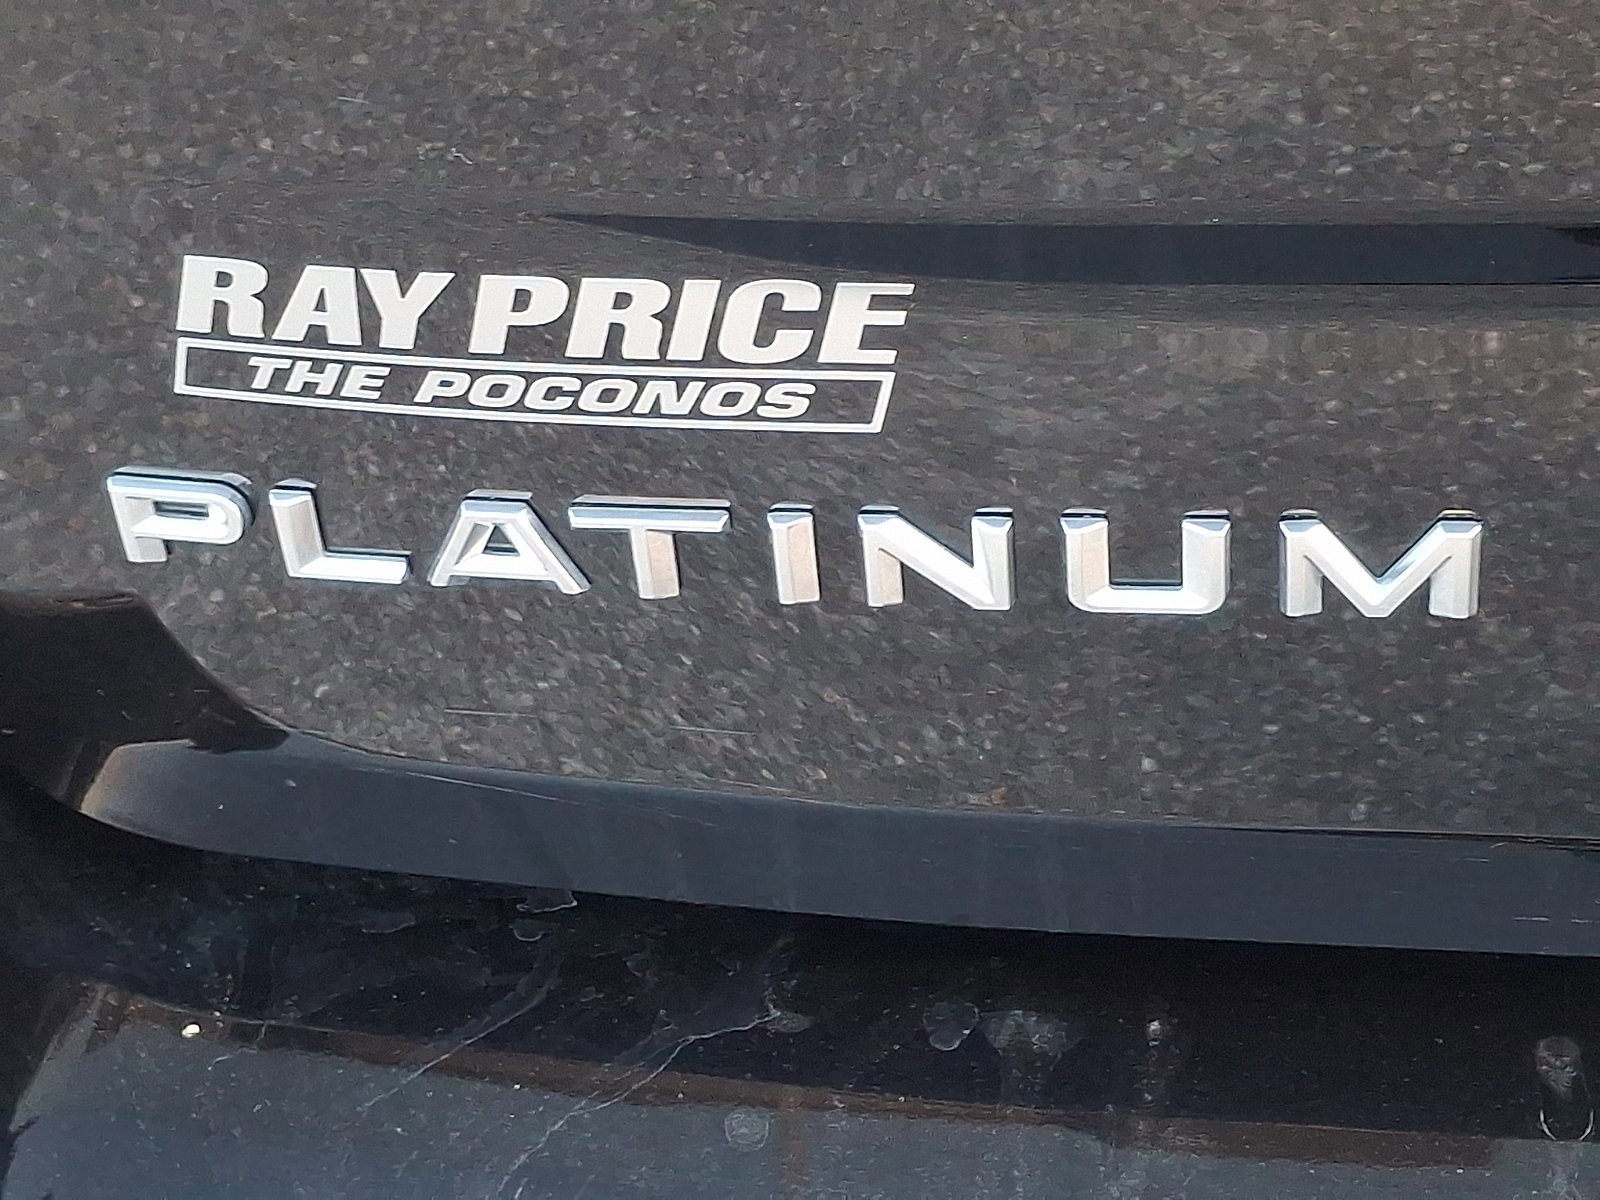 RAY PRICE
THE POCONOS
PLATINUM